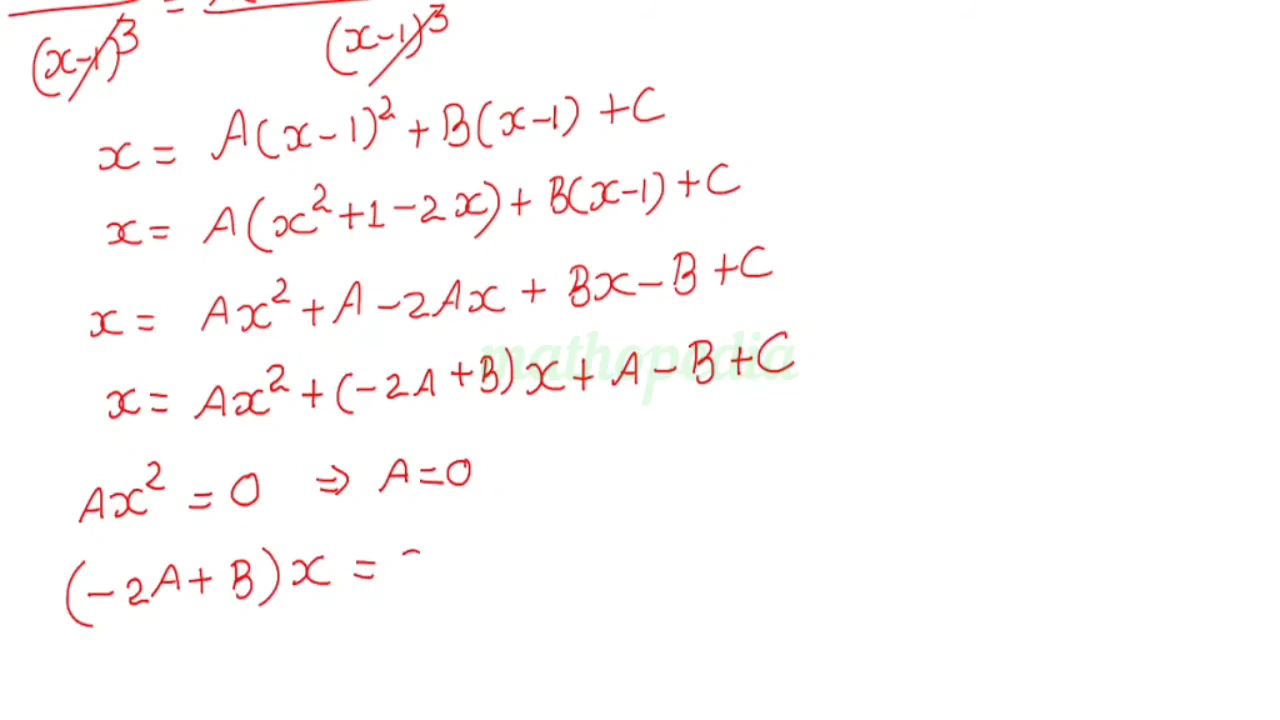 (x-1)³ = (x-1)³
x = A(x-1)² + B(x-1) + C
x = A(x²+1-2x) + B(x-1) + C
x = Ax² + A - 2Ax + Bx - B + C
x = Ax² + (-2A+B)x + A - B + C
mathepedia
Ax² = 0 ⇒ A=0
(-2A+B)x =